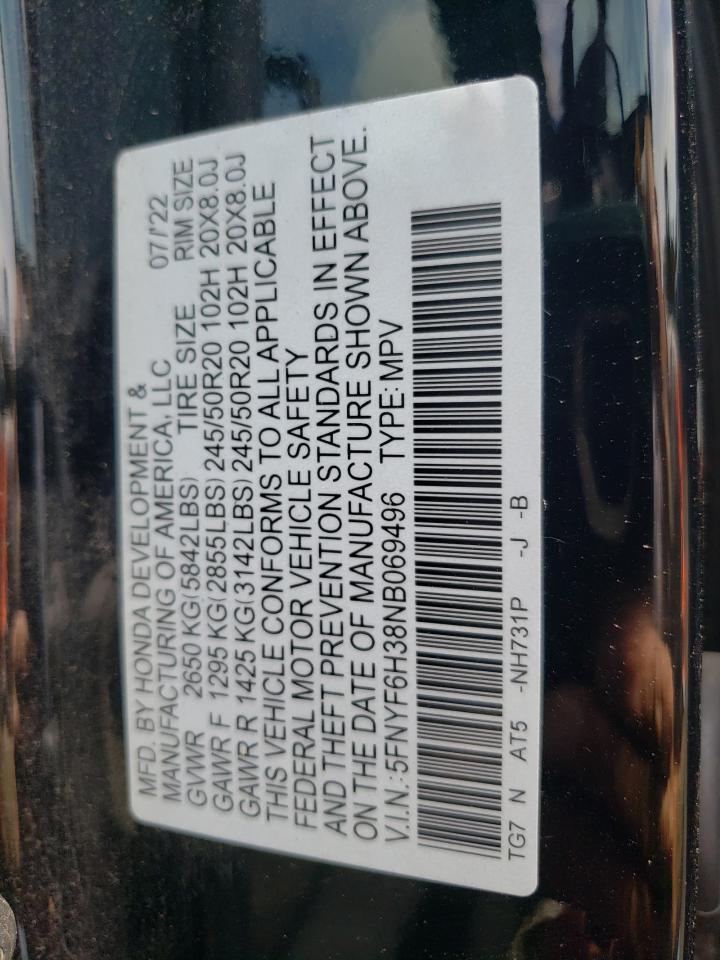 MFD. BY HONDA DEVELOPMENT &
MANUFACTURING OF AMERICA, LLC 07/'22
GVWR 2650 KG(5842LBS) TIRE SIZE RIM SIZE
GAWR F 1295 KG(2855LBS) 245/50R20 102H 20X8.0J
GAWR R 1425 KG(3142LBS) 245/50R20 102H 20X8.0J
THIS VEHICLE CONFORMS TO ALL APPLICABLE
FEDERAL MOTOR VEHICLE SAFETY
AND THEFT PREVENTION STANDARDS IN EFFECT
ON THE DATE OF MANUFACTURE SHOWN ABOVE.
V.I.N.:5FNYF6H38NB069496 TYPE: MPV
TG7 N AT5 -NH731P -J -B